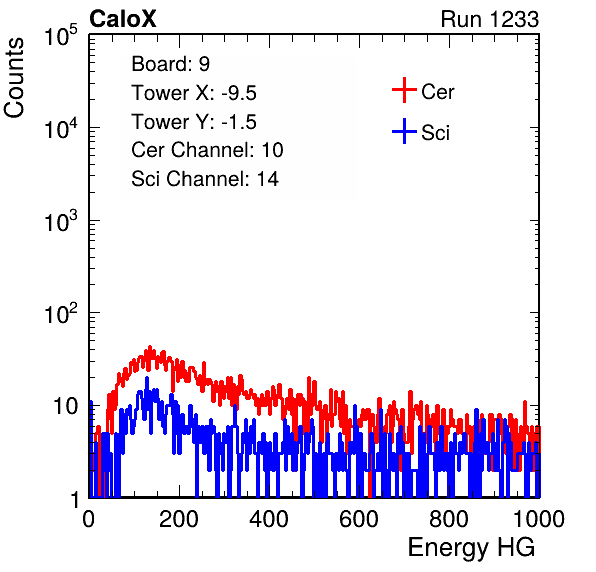 CaloX Run 1233
Counts
10^5
10^4
10^3
10^2
10
1
Board: 9
Tower X: -9.5
Tower Y: -1.5
Cer Channel: 10
Sci Channel: 14
Cer
Sci
0 200 400 600 800 1000
Energy HG